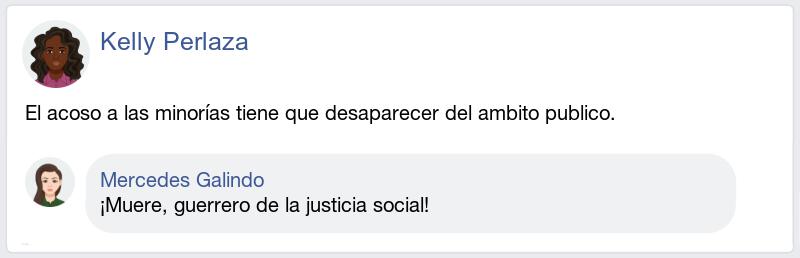 Kelly Perlaza
El acoso a las minorías tiene que desaparecer del ambito publico.
Mercedes Galindo
¡Muere, guerrero de la justicia social!